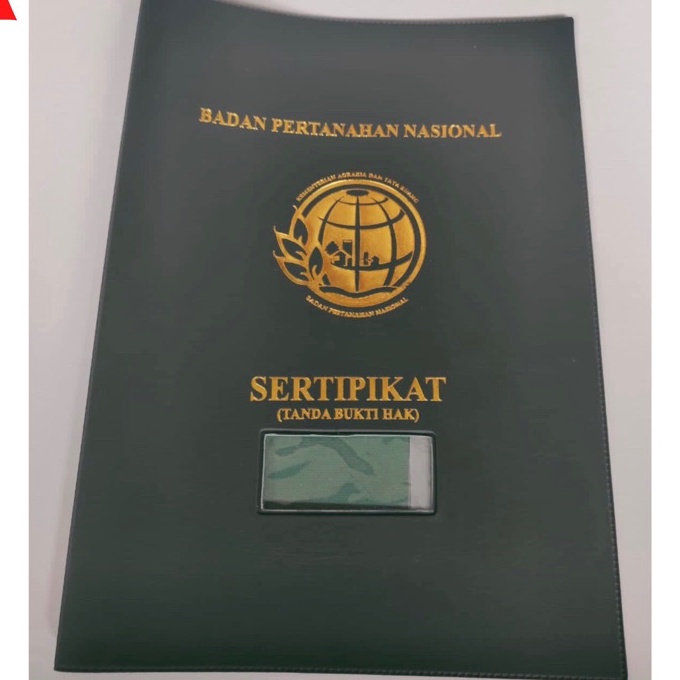 BADAN PERTANAHAN NASIONAL
KEMENTERIAN AGRARIA DAN TATA RUANG
BADAN PERTANAHAN NASIONAL
SERTIPIKAT
(TANDA BUKTI HAK)